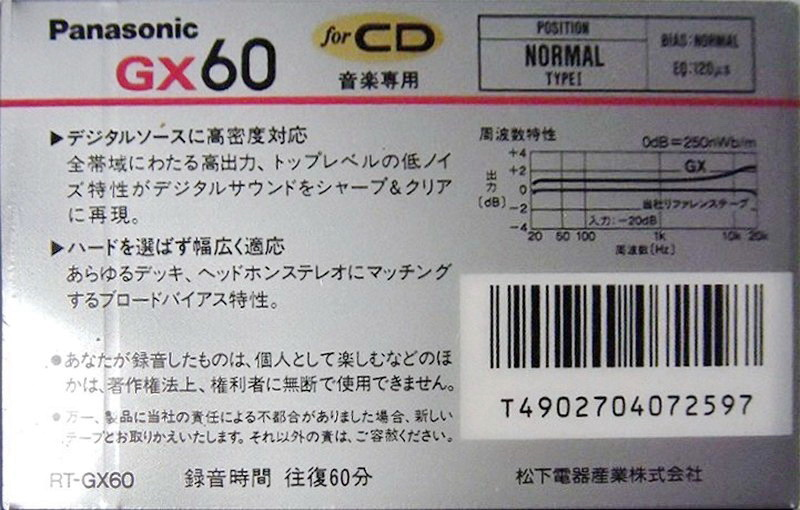 Panasonic
GX60
for CD
音楽専用
POSITION
NORMAL
TYPE I
BIAS:NORMAL
EQ:120μs
▶デジタルソースに高密度対応
全帯域にわたる高出力、トップレベルの低ノイ
ズ特性がデジタルサウンドをシャープ&クリア
に再現。
▶ハードを選ばず幅広く適応
あらゆるデッキ、ヘッドホンステレオにマッチング
するブロードバイアス特性。
●あなたが録音したものは、個人として楽しむなどのほ
かは、著作権法上、権利者に無断で使用できません。
●万一、製品に当社の責任による不都合がありました場合、新しい
テープとお取りかえいたします。それ以外の責は、ご容赦ください。
RT-GX60 録音時間 往復60分
周波数特性
0dB=250nWb/m
出力
(dB)
+4
+2
0
-2
-4
GX
当社リファレンステープ
入力:-20dB
20 50 100 1k 10k 20k
周波数(Hz)
T4902704072597
松下電器産業株式会社